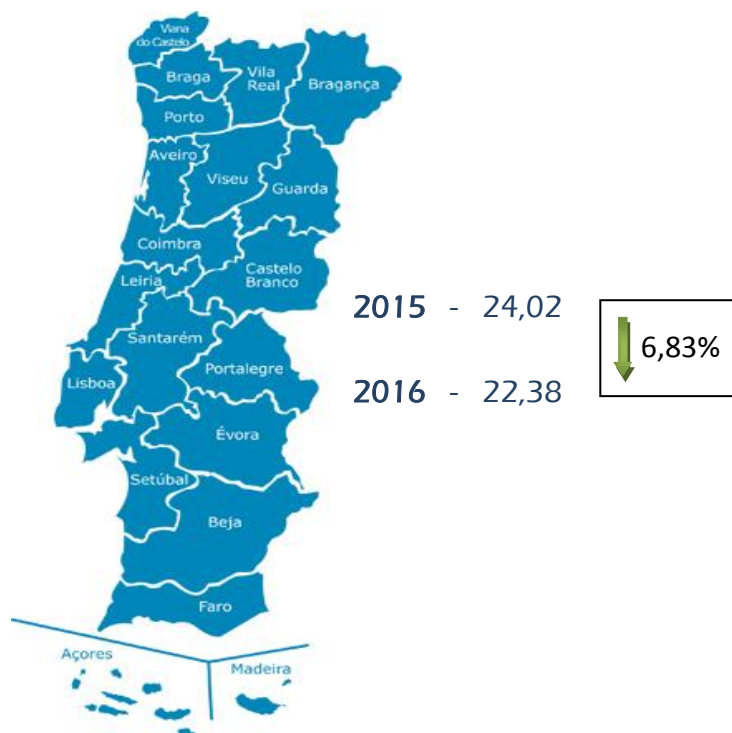 Viana
do Castelo
Braga
Vila
Real
Bragança
Porto
Aveiro
Viseu
Guarda
Coimbra
Castelo
Branco
Leiria
2015 - 24,02
Santarém
6,83%
Lisboa
Portalegre
2016 - 22,38
Évora
Setúbal
Beja
Faro
Açores
Madeira